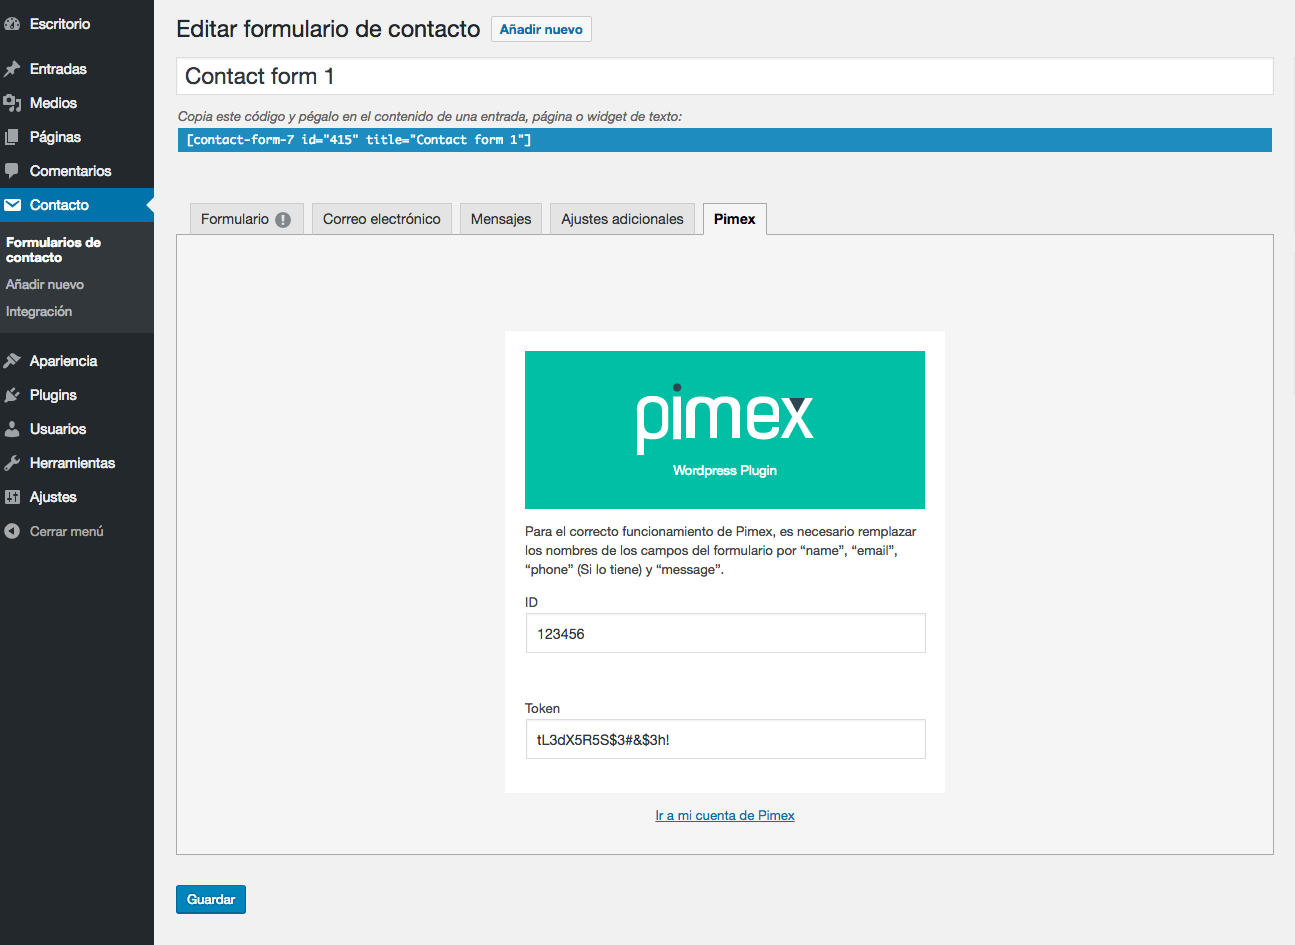 Escritorio
Entradas
Medios
Páginas
Comentarios
Contacto
Formularios de
contacto
Añadir nuevo
Integración
Apariencia
Plugins
Usuarios
Herramientas
Ajustes
Cerrar menú
Editar formulario de contacto Añadir nuevo
Contact form 1
Copia este código y pégalo en el contenido de una entrada, página o widget de texto:
[contact-form-7 id="415" title="Contact form 1"]
Formulario ! Correo electrónico Mensajes Ajustes adicionales Pimex
pimex
Wordpress Plugin
Para el correcto funcionamiento de Pimex, es necesario remplazar
los nombres de los campos del formulario por “name”, “email”,
“phone” (Si lo tiene) y “message”.
ID
123456
Token
tL3dX5R5S$3#&$3h!
Ir a mi cuenta de Pimex
Guardar